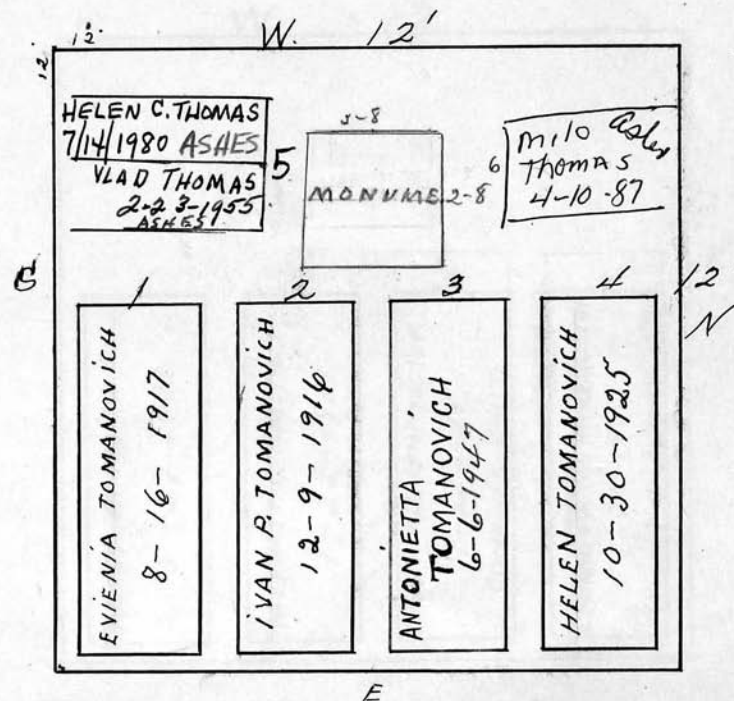 12' W. 12'
12
HELEN C. THOMAS
7/14/1980 ASHES
5
VLAD THOMAS
2-23-1955
ASHES
3-8
MONUME 2-8
6
Milo Ashes
Thomas
4-10-87
S
12
N
1
EVIENIA TOMANOVICH
8-16-1917
2
IVAN P. TOMANOVICH
12-9-1916
3
ANTONIETTA
TOMANOVICH
6-6-1947
4
HELEN TOMANOVICH
10-30-1925
E